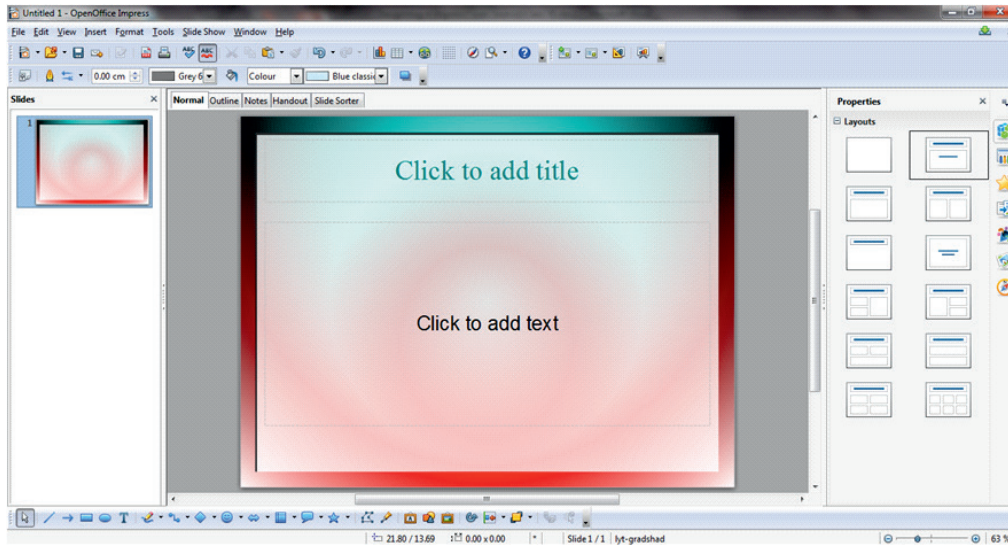 Untitled 1 - OpenOffice Impress
File Edit View Insert Format Tools Slide Show Window Help
0.00 cm Grey 6 Colour Blue classic
Slides
Normal Outline Notes Handout Slide Sorter
Properties
Layouts
1
Click to add title
Click to add text
21.80 / 13.69 0.00 x 0.00 * Slide 1 / 1 lyt-gradshad 63 %